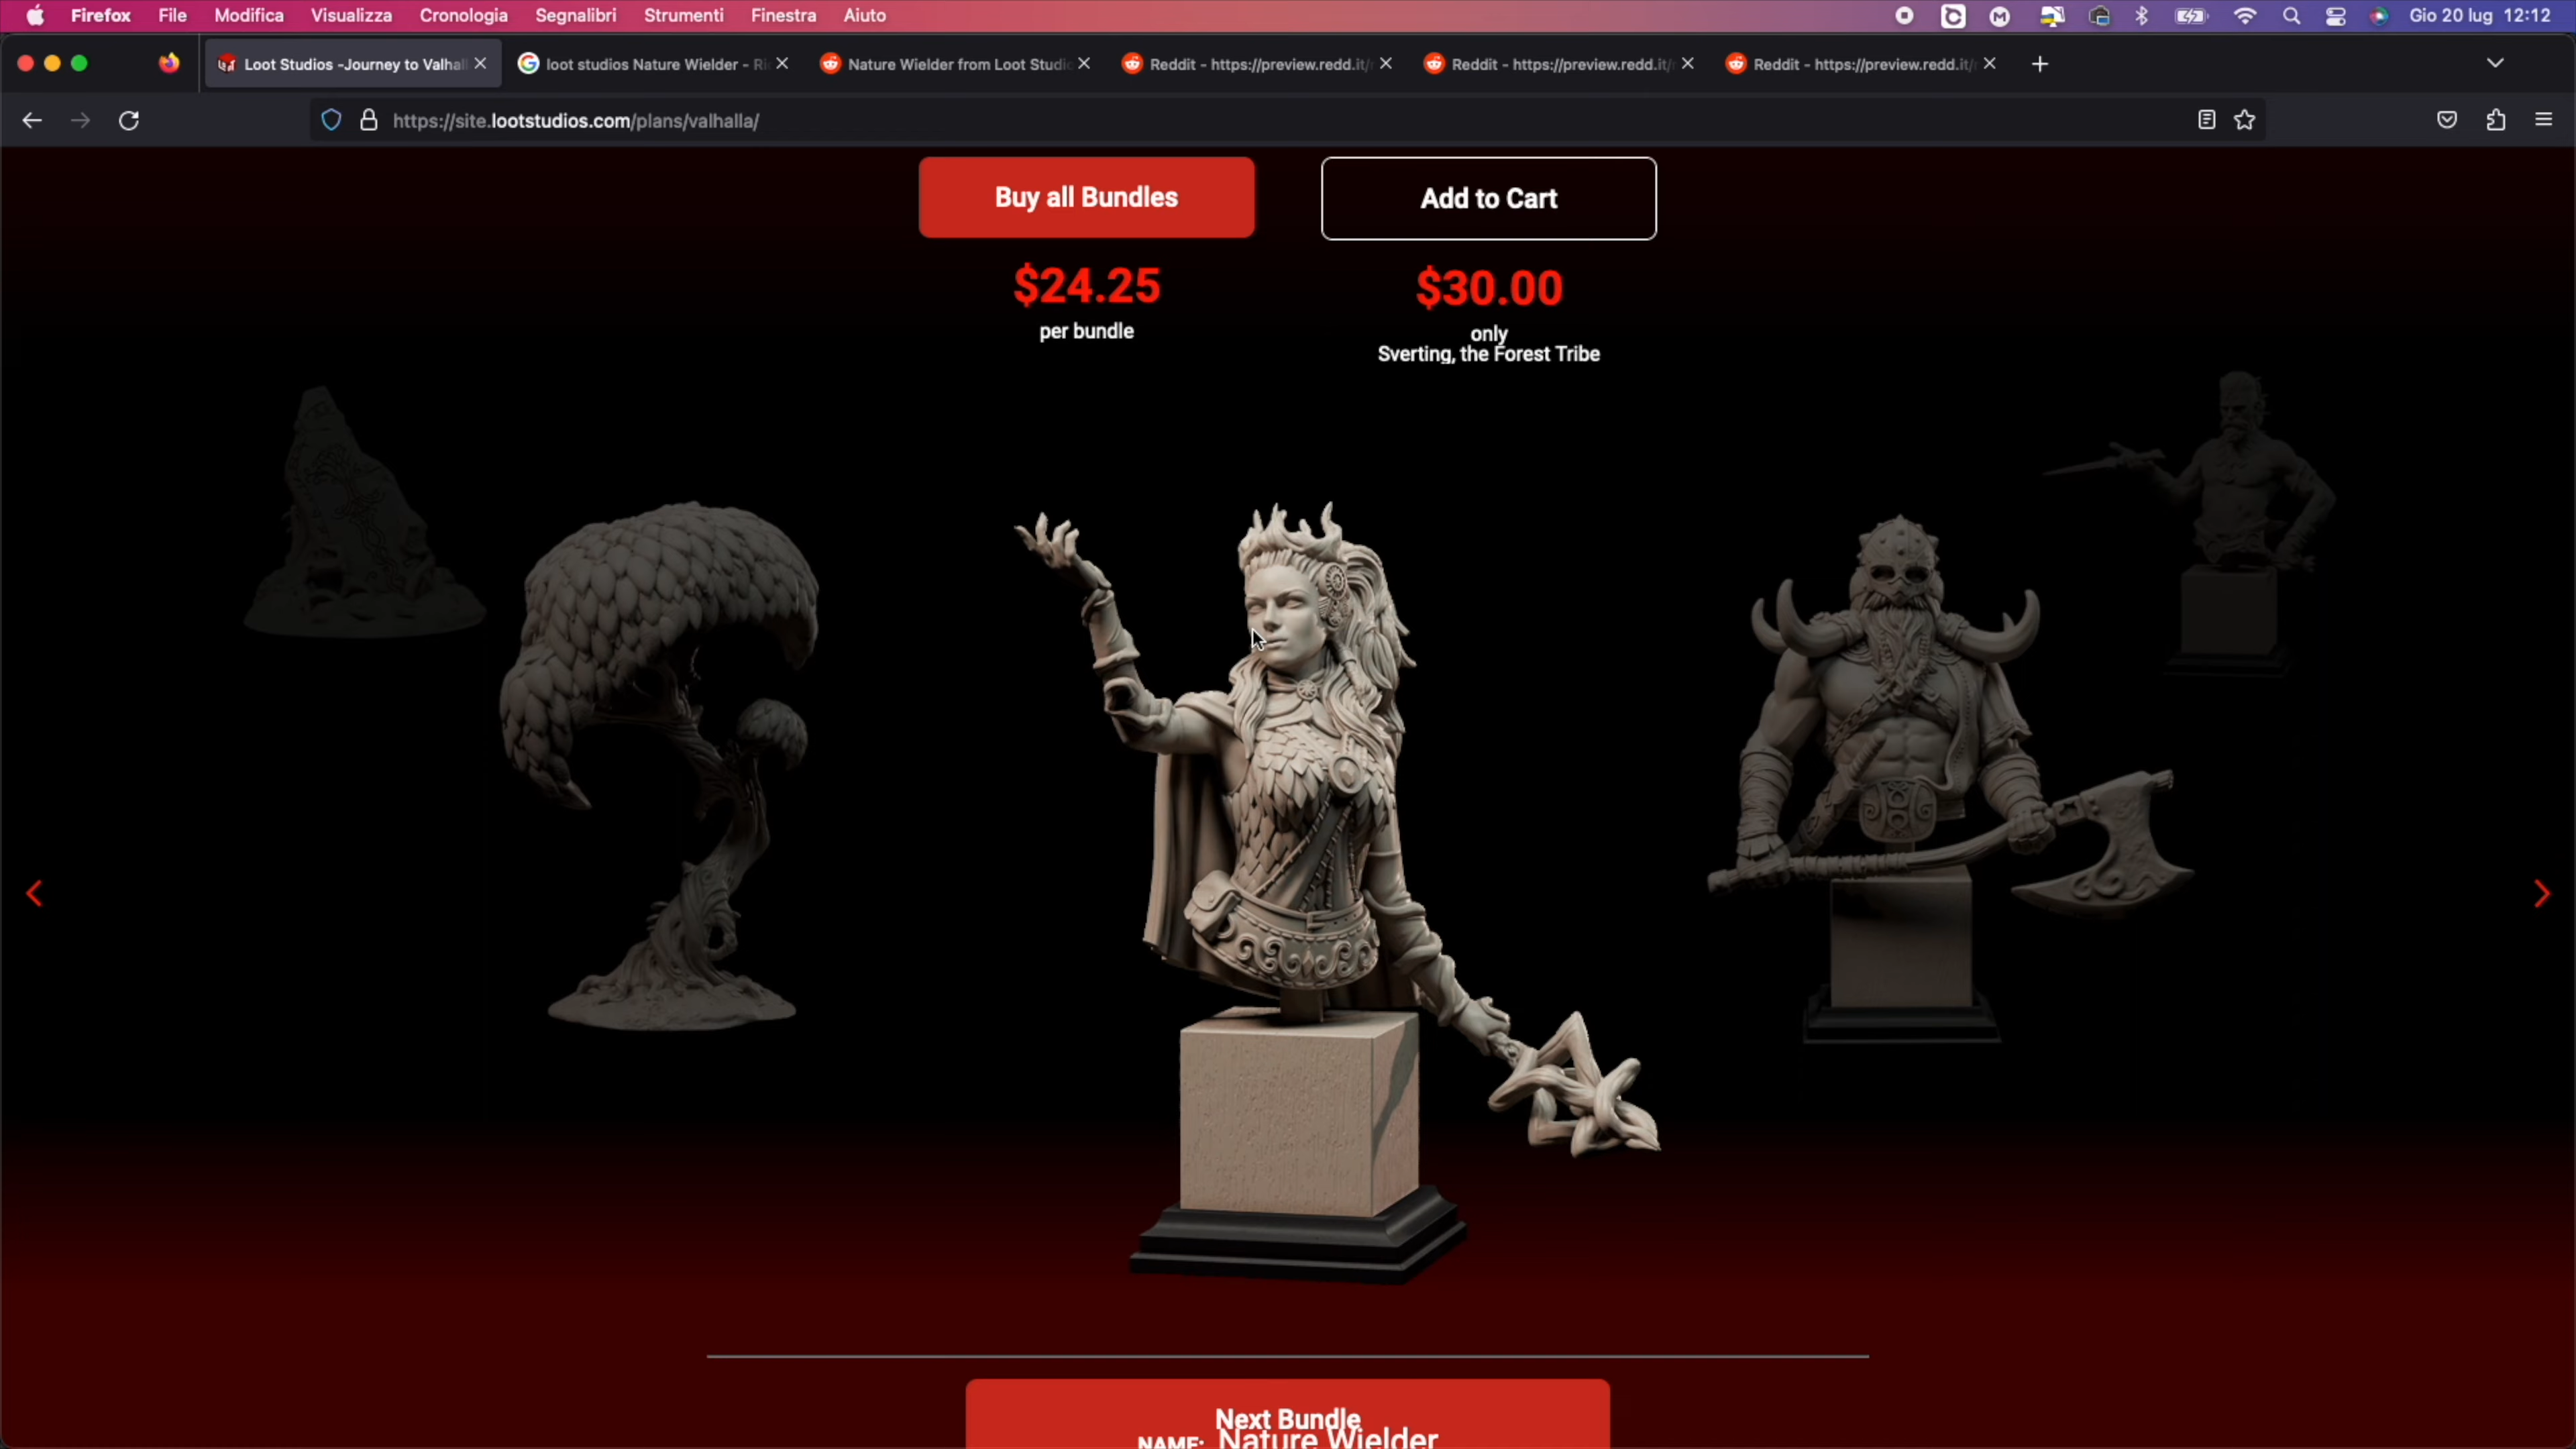 Firefox File Modifica Visualizza Cronologia Segnalibri Strumenti Finestra Aiuto Gio 20 lug 12:12
Loot Studios -Journey to Valhal loot studios Nature Wielder - Ri Nature Wielder from Loot Studio Reddit - https://preview.redd.it/ Reddit - https://preview.redd.it/ Reddit - https://preview.redd.it/
https://site.lootstudios.com/plans/valhalla/
Buy all Bundles
Add to Cart
$24.25
$30.00
per bundle
only
Sverting, the Forest Tribe
Next Bundle
NAME: Nature Wielder